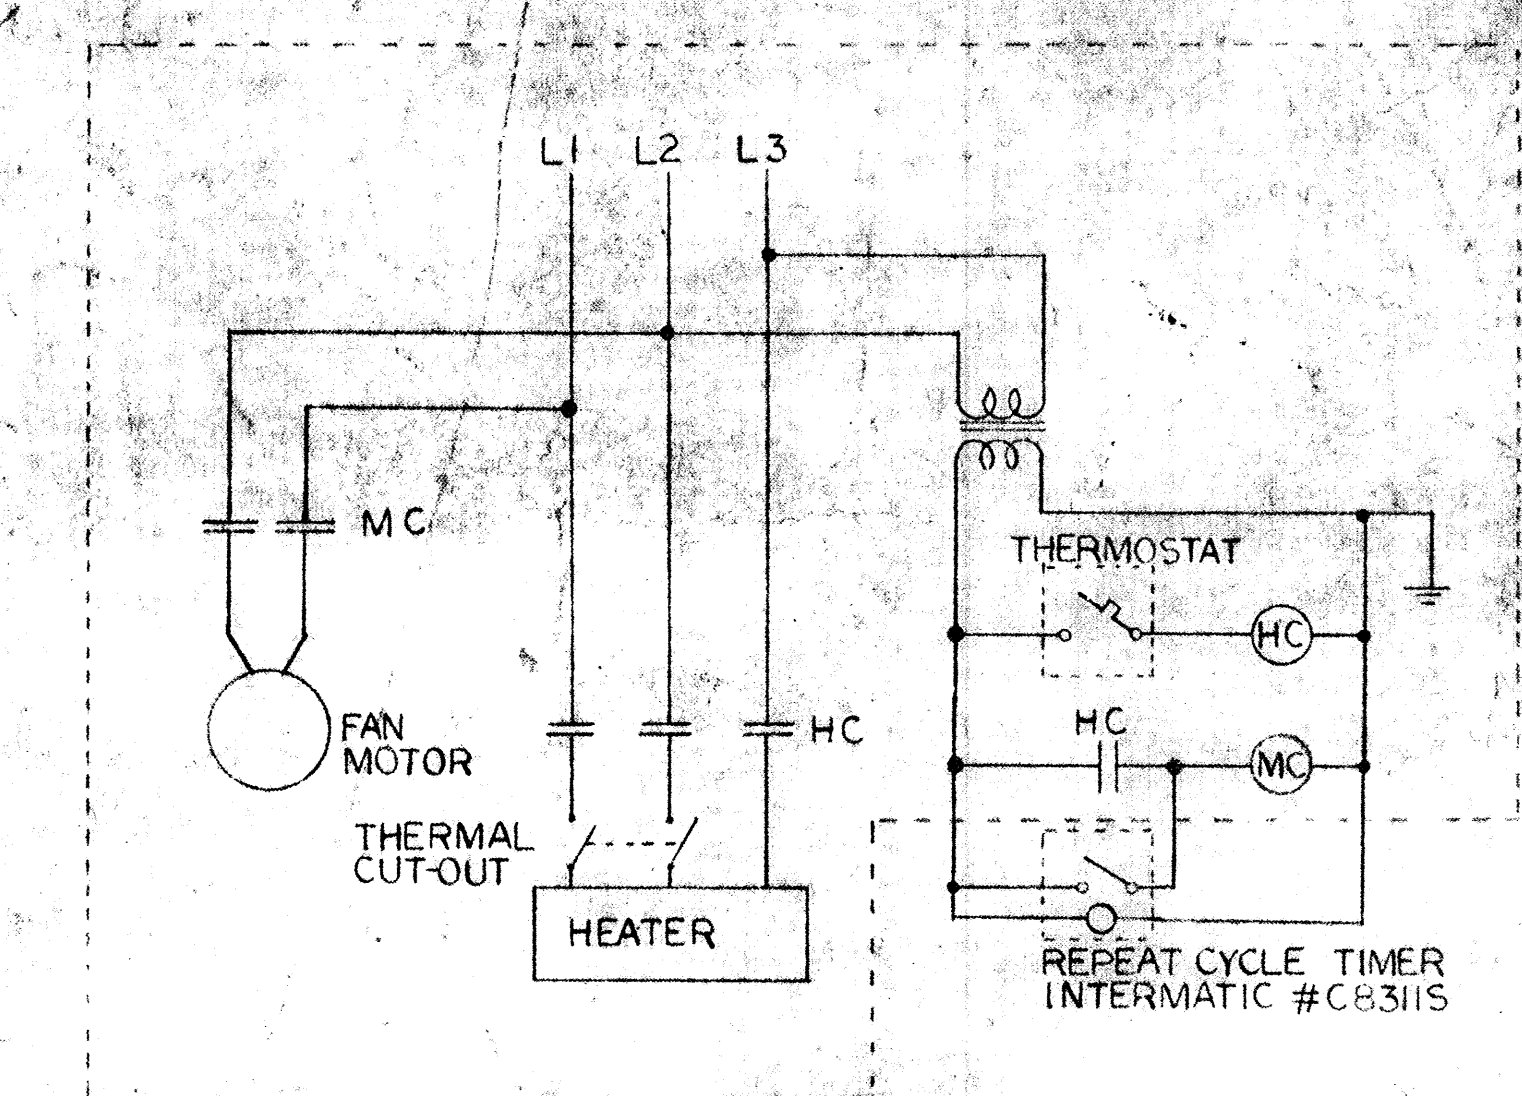 L1 L2 L3
MC
THERMOSTAT
HC
FAN
MOTOR
HC
HC
MC
THERMAL
CUT-OUT
HEATER
REPEAT CYCLE TIMER
INTERMATIC #C8311S